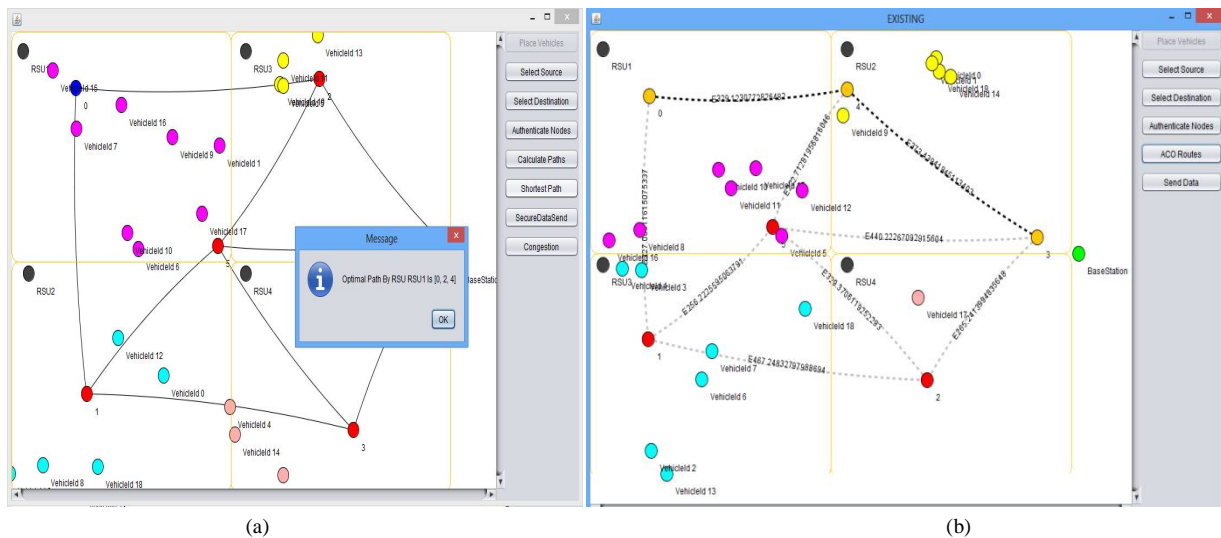 EXISTING
RSU1
VehicleId 13
RSU3
2
0
VehicleId 16
VehicleId 7
VehicleId 9
VehicleId 1
VehicleId 17
VehicleId 10
VehicleId 6
5
RSU2
RSU4
BaseStation
VehicleId 12
VehicleId 0
1
VehicleId 4
VehicleId 14
3
VehicleId 8
VehicleId 18
Message
Optimal Path By RSU RSU1 Is [0, 2, 4]
OK
Place Vehicles
Select Source
Select Destination
Authenticate Nodes
Calculate Paths
Shortest Path
SecureDataSend
Congestion
(a)
RSU1
RSU2
VehicleId 14
0
4
VehicleId 9
VehicleId 11
VehicleId 12
VehicleId 8
VehicleId 5
VehicleId 16
3
BaseStation
RSU3
RSU4
VehicleId 3
VehicleId 17
VehicleId 18
1
VehicleId 7
VehicleId 6
2
VehicleId 2
VehicleId 13
E440.22267092915604
Place Vehicles
Select Source
Select Destination
Authenticate Nodes
ACO Routes
Send Data
(b)